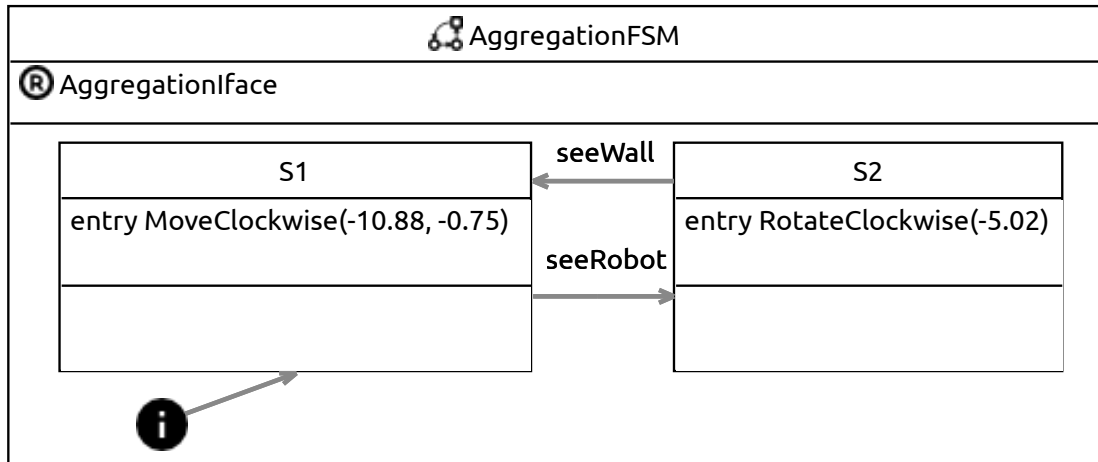 AggregationFSM
R AggregationIface
S1
entry MoveClockwise(-10.88, -0.75)
seeWall
seeRobot
S2
entry RotateClockwise(-5.02)
i